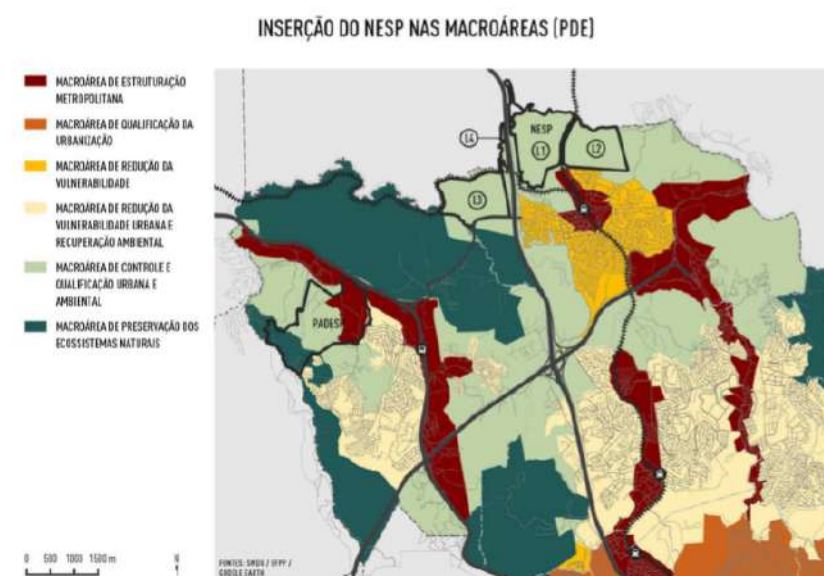 INSERÇÃO DO NESP NAS MACROÁREAS (PDE)
MACROÁREA DE ESTRUTURAÇÃO
METROPOLITANA
MACROÁREA DE QUALIFICAÇÃO DA
URBANIZAÇÃO
MACROÁREA DE REDUÇÃO DA
VULNERABILIDADE
MACROÁREA DE REDUÇÃO DA
VULNERABILIDADE URBANA E
RECUPERAÇÃO AMBIENTAL
MACROÁREA DE CONTROLE E
QUALIFICAÇÃO URBANA E
AMBIENTAL
MACROÁREA DE PRESERVAÇÃO DOS
ECOSSISTEMAS NATURAIS
L4
NESP
L1
L2
L3
PADES
0 500 1000 1500 m
N
FONTES: SMDU / IFPP /
GOOGLE EARTH